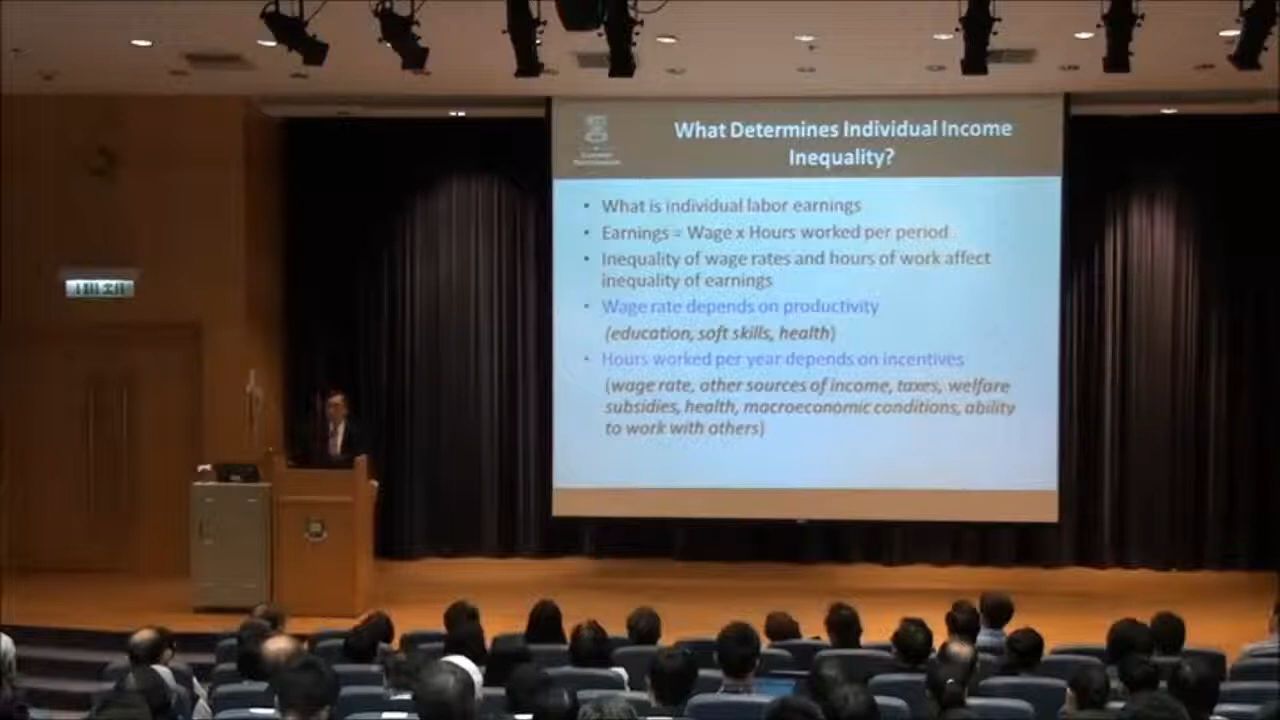 What Determines Individual Income
Inequality?
• What is individual labor earnings
• Earnings = Wage x Hours worked per period
• Inequality of wage rates and hours of work affect
inequality of earnings
• Wage rate depends on productivity
(education, soft skills, health)
• Hours worked per year depends on incentives
(wage rate, other sources of income, taxes, welfare
subsidies, health, macroeconomic conditions, ability
to work with others)